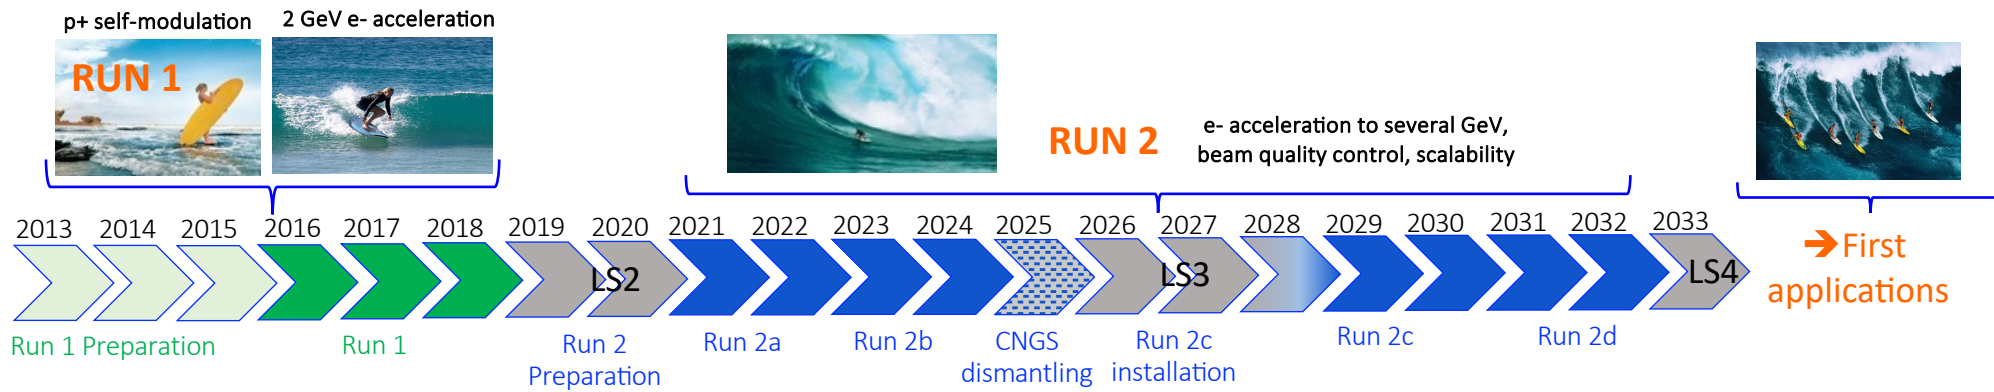 p+ self-modulation
2 GeV e- acceleration
RUN 1
RUN 2
e- acceleration to several GeV,
beam quality control, scalability
2013 2014 2015 2016 2017 2018 2019 2020 2021 2022 2023 2024 2025 2026 2027 2028 2029 2030 2031 2032 2033
LS2 LS3 LS4
➔First
applications
Run 1 Preparation
Run 1
Run 2
Preparation
Run 2a
Run 2b
CNGS
dismantling
Run 2c
installation
Run 2c
Run 2d